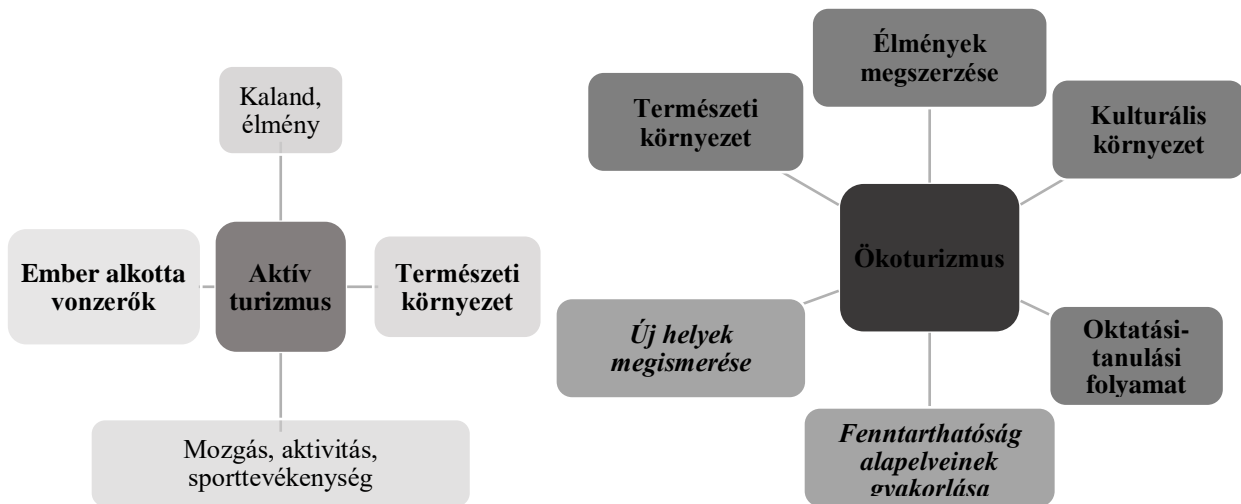 Kaland,
élmény
Ember alkotta
vonzerők
Aktív
turizmus
Természeti
környezet
Mozgás, aktivitás,
sporttevékenység
Élmények
megszerzése
Természeti
környezet
Kulturális
környezet
Ökoturizmus
Új helyek
megismerése
Oktatási-
tanulási
folyamat
Fenntarthatóság
alapelveinek
gyakorlása